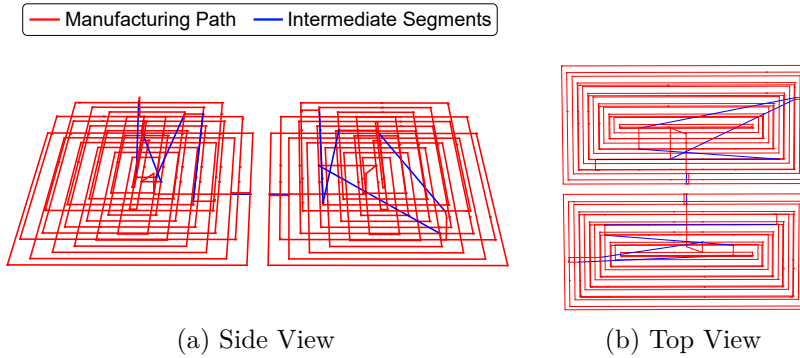 Manufacturing Path Intermediate Segments
(a) Side View
(b) Top View